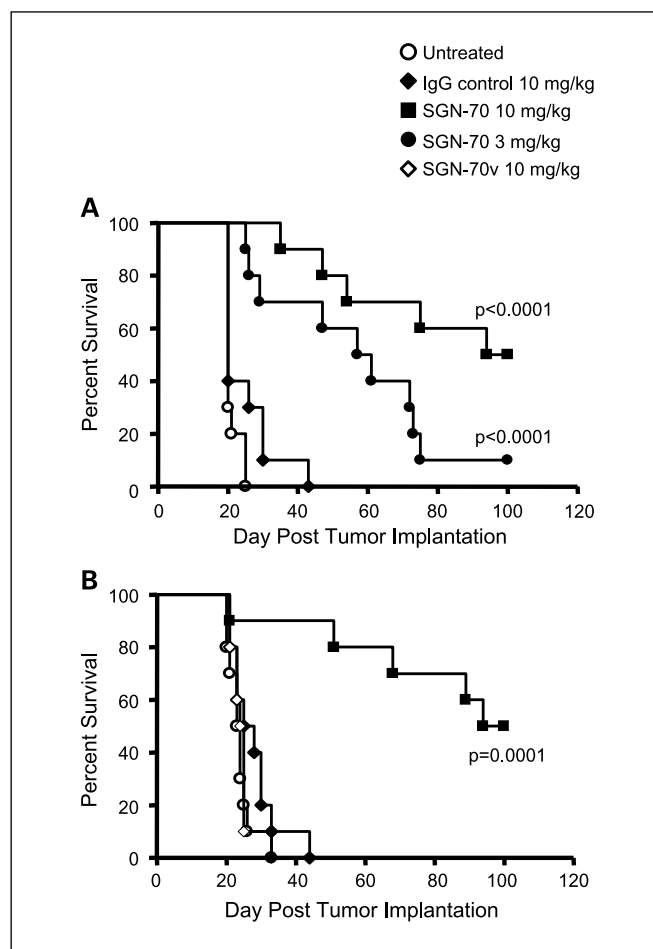 Untreated
IgG control 10 mg/kg
SGN-70 10 mg/kg
SGN-70 3 mg/kg
SGN-70v 10 mg/kg
A
100
80
60
40
20
0
Percent Survival
p<0.0001
p<0.0001
0 20 40 60 80 100 120
Day Post Tumor Implantation
B
100
80
60
40
20
0
Percent Survival
p=0.0001
0 20 40 60 80 100 120
Day Post Tumor Implantation